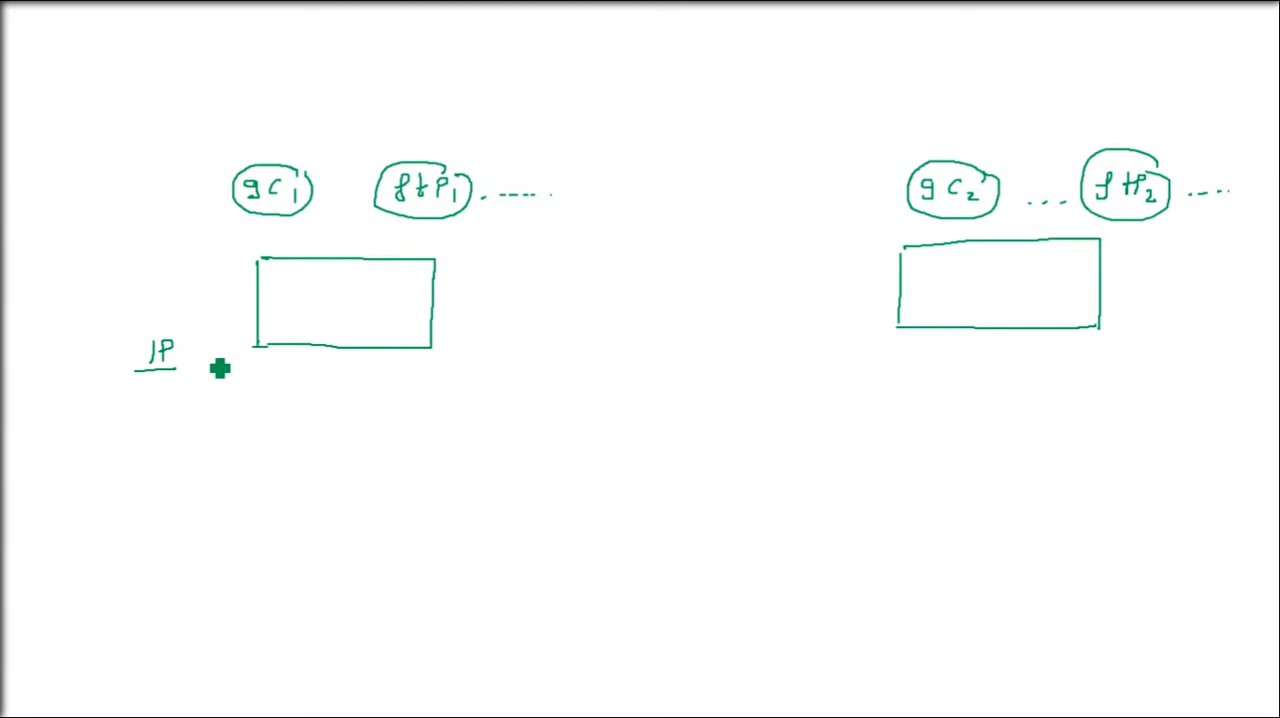 gc1 ftp1 . ----- . gc2 ... ftp2 ----
IP